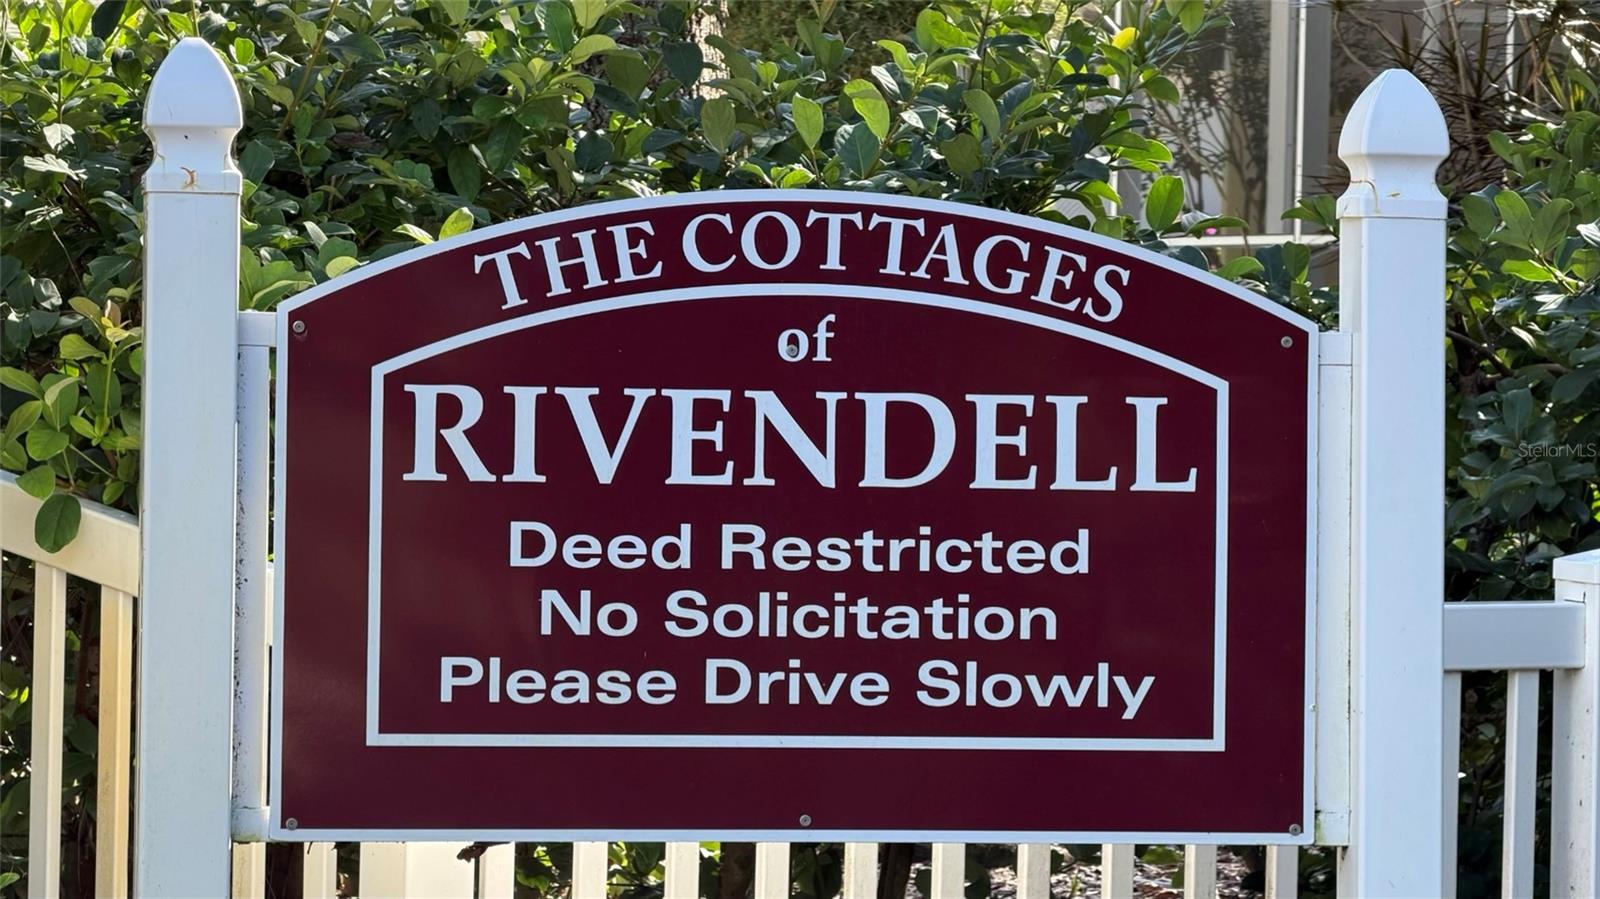 THE COTTAGES
of
RIVENDELL
Deed Restricted
No Solicitation
Please Drive Slowly
StellarMLS